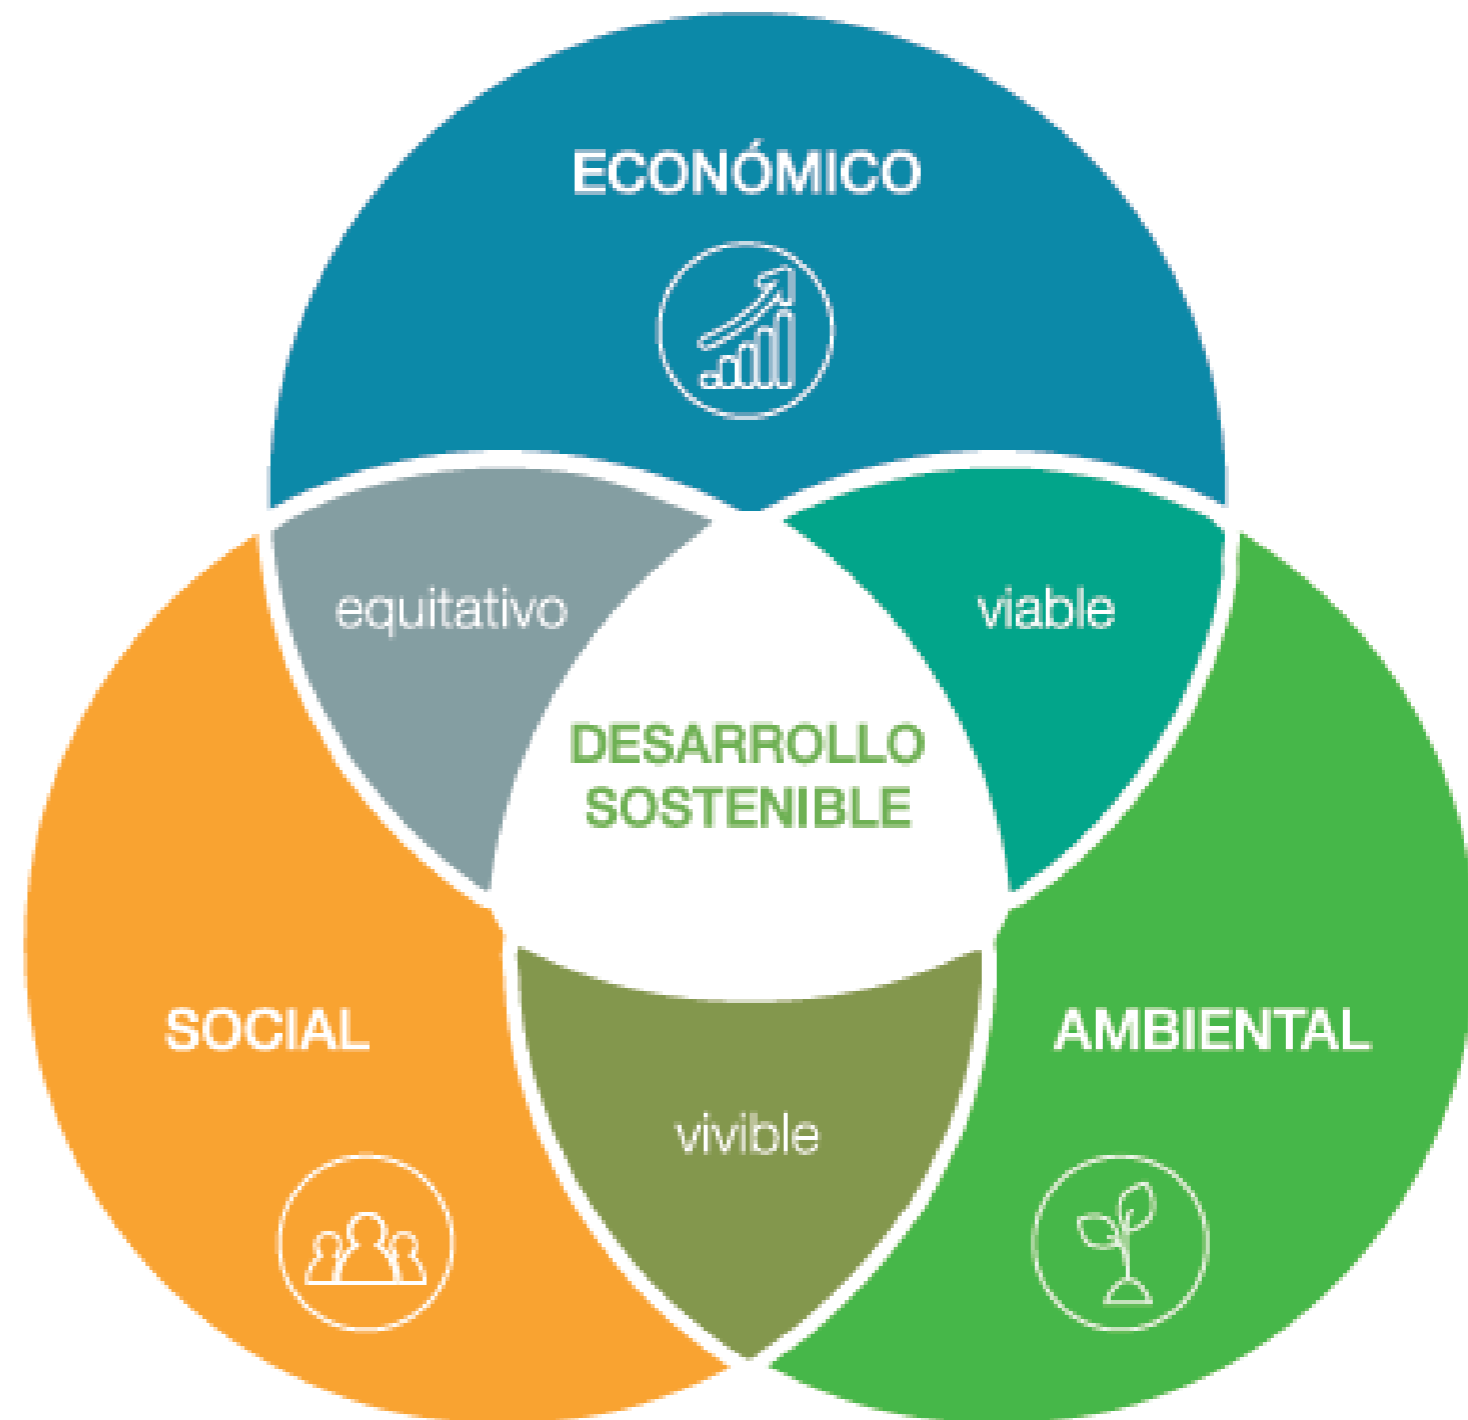 ECONÓMICO
equitativo
viable
DESARROLLO
SOSTENIBLE
SOCIAL
AMBIENTAL
vivible